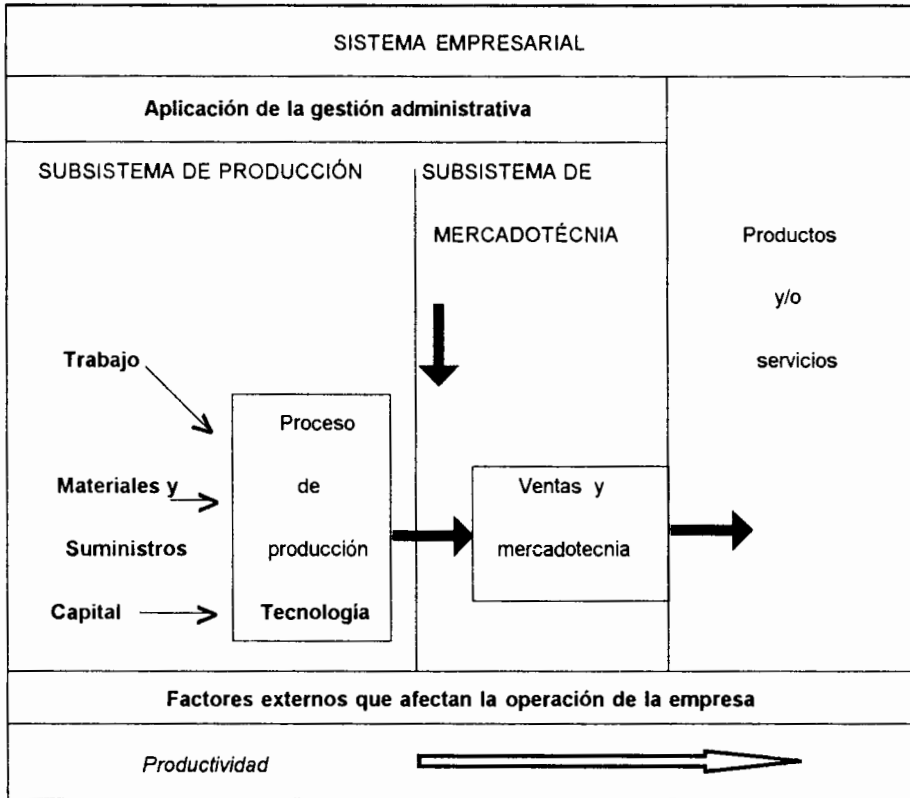 SISTEMA EMPRESARIAL
Aplicación de la gestión administrativa
SUBSISTEMA DE PRODUCCIÓN
SUBSISTEMA DE
MERCADOTÉCNIA
Productos
y/o
servicios
Trabajo
Materiales y
Suministros
Capital
Proceso
de
producción
Tecnología
Ventas y
mercadotecnia
Factores externos que afectan la operación de la empresa
Productividad